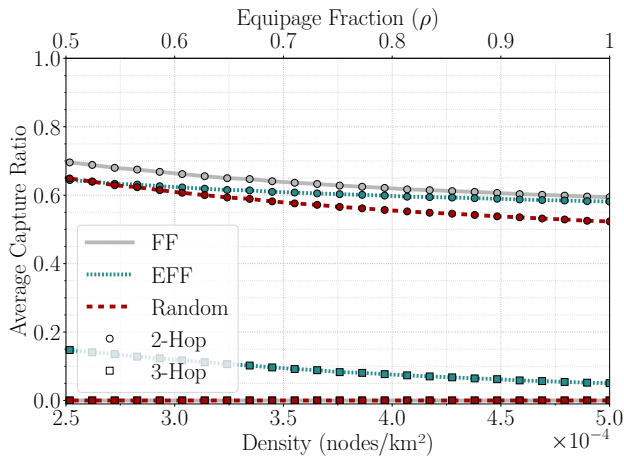 Equipage Fraction (ρ)
0.5 0.6 0.7 0.8 0.9 1
1.0
0.8
0.6
0.4
0.2
0.0
Average Capture Ratio
FF
EFF
Random
2-Hop
3-Hop
2.5 3.0 3.5 4.0 4.5 5.0
Density (nodes/km²)
×10⁻⁴